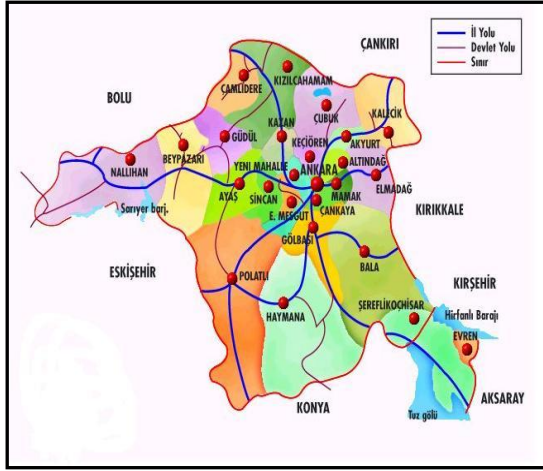 İl Yolu
Devlet Yolu
Sınır
ÇANKIRI
BOLU
KIZILCAHAMAM
ÇAMLIDERE
ÇUBUK
KALECİK
KAZAN
GÜDÜL
KEÇİÖREN
AKYURT
BEYPAZARI
NALLIHAN
YENİ MAHALLE
ANKARA
ALTINDAĞ
ELMADAĞ
AYAŞ
SİNCAN
MAMAK
Sarıyer barj.
E. MESGUT
ÇANKAYA
KIRIKKALE
GÖLBAŞI
ESKİŞEHİR
BALA
POLATLI
KIRŞEHİR
HAYMANA
ŞEREFLİKOÇHİSAR
Hirfanlı Barajı
EVREN
KONYA
AKSARAY
Tuz gölü